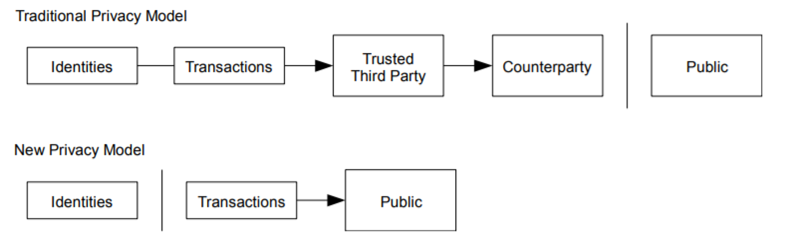 Traditional Privacy Model
Identities
Transactions
Trusted
Third Party
Counterparty
Public
New Privacy Model
Identities
Transactions
Public